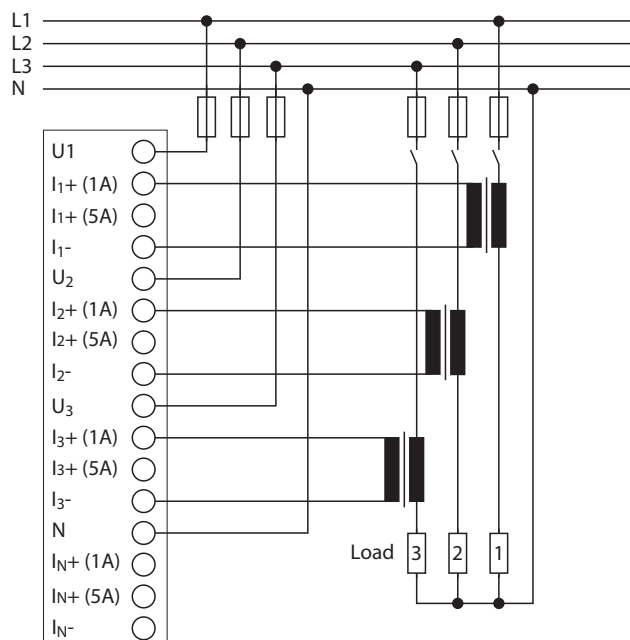 L1
L2
L3
N
U1
I1+ (1A)
I1+ (5A)
I1-
U2
I2+ (1A)
I2+ (5A)
I2-
U3
I3+ (1A)
I3+ (5A)
I3-
N
IN+ (1A)
IN+ (5A)
IN-
Load 3 2 1